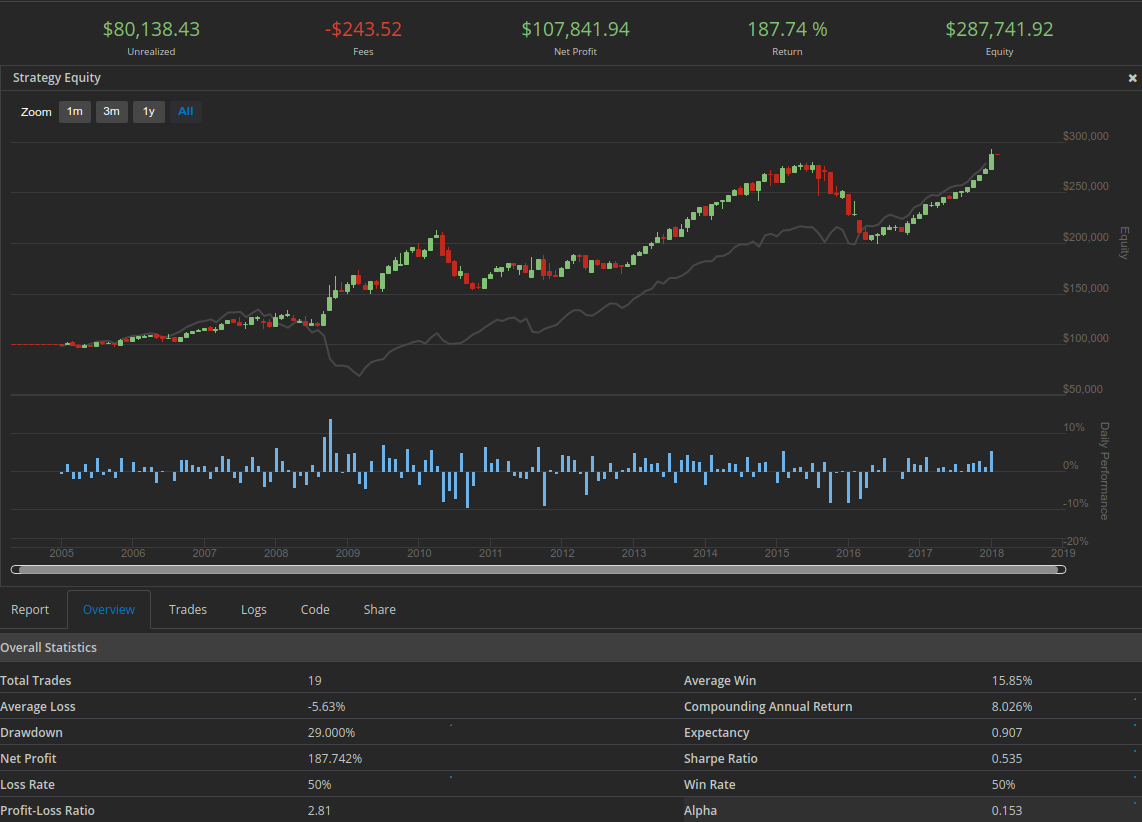 $80,138.43 -$243.52 $107,841.94 187.74 % $287,741.92
Unrealized Fees Net Profit Return Equity
Strategy Equity ✖
Zoom 1m 3m 1y All
$300,000
$250,000
$200,000
$150,000
$100,000
$50,000
Equity
10%
0%
-10%
-20%
Daily Performance
2005 2006 2007 2008 2009 2010 2011 2012 2013 2014 2015 2016 2017 2018 2019
Report Overview Trades Logs Code Share
Overall Statistics
Total Trades 19 Average Win 15.85%
Average Loss -5.63% Compounding Annual Return 8.026%
Drawdown 29.000% Expectancy 0.907
Net Profit 187.742% Sharpe Ratio 0.535
Loss Rate 50% Win Rate 50%
Profit-Loss Ratio 2.81 Alpha 0.153